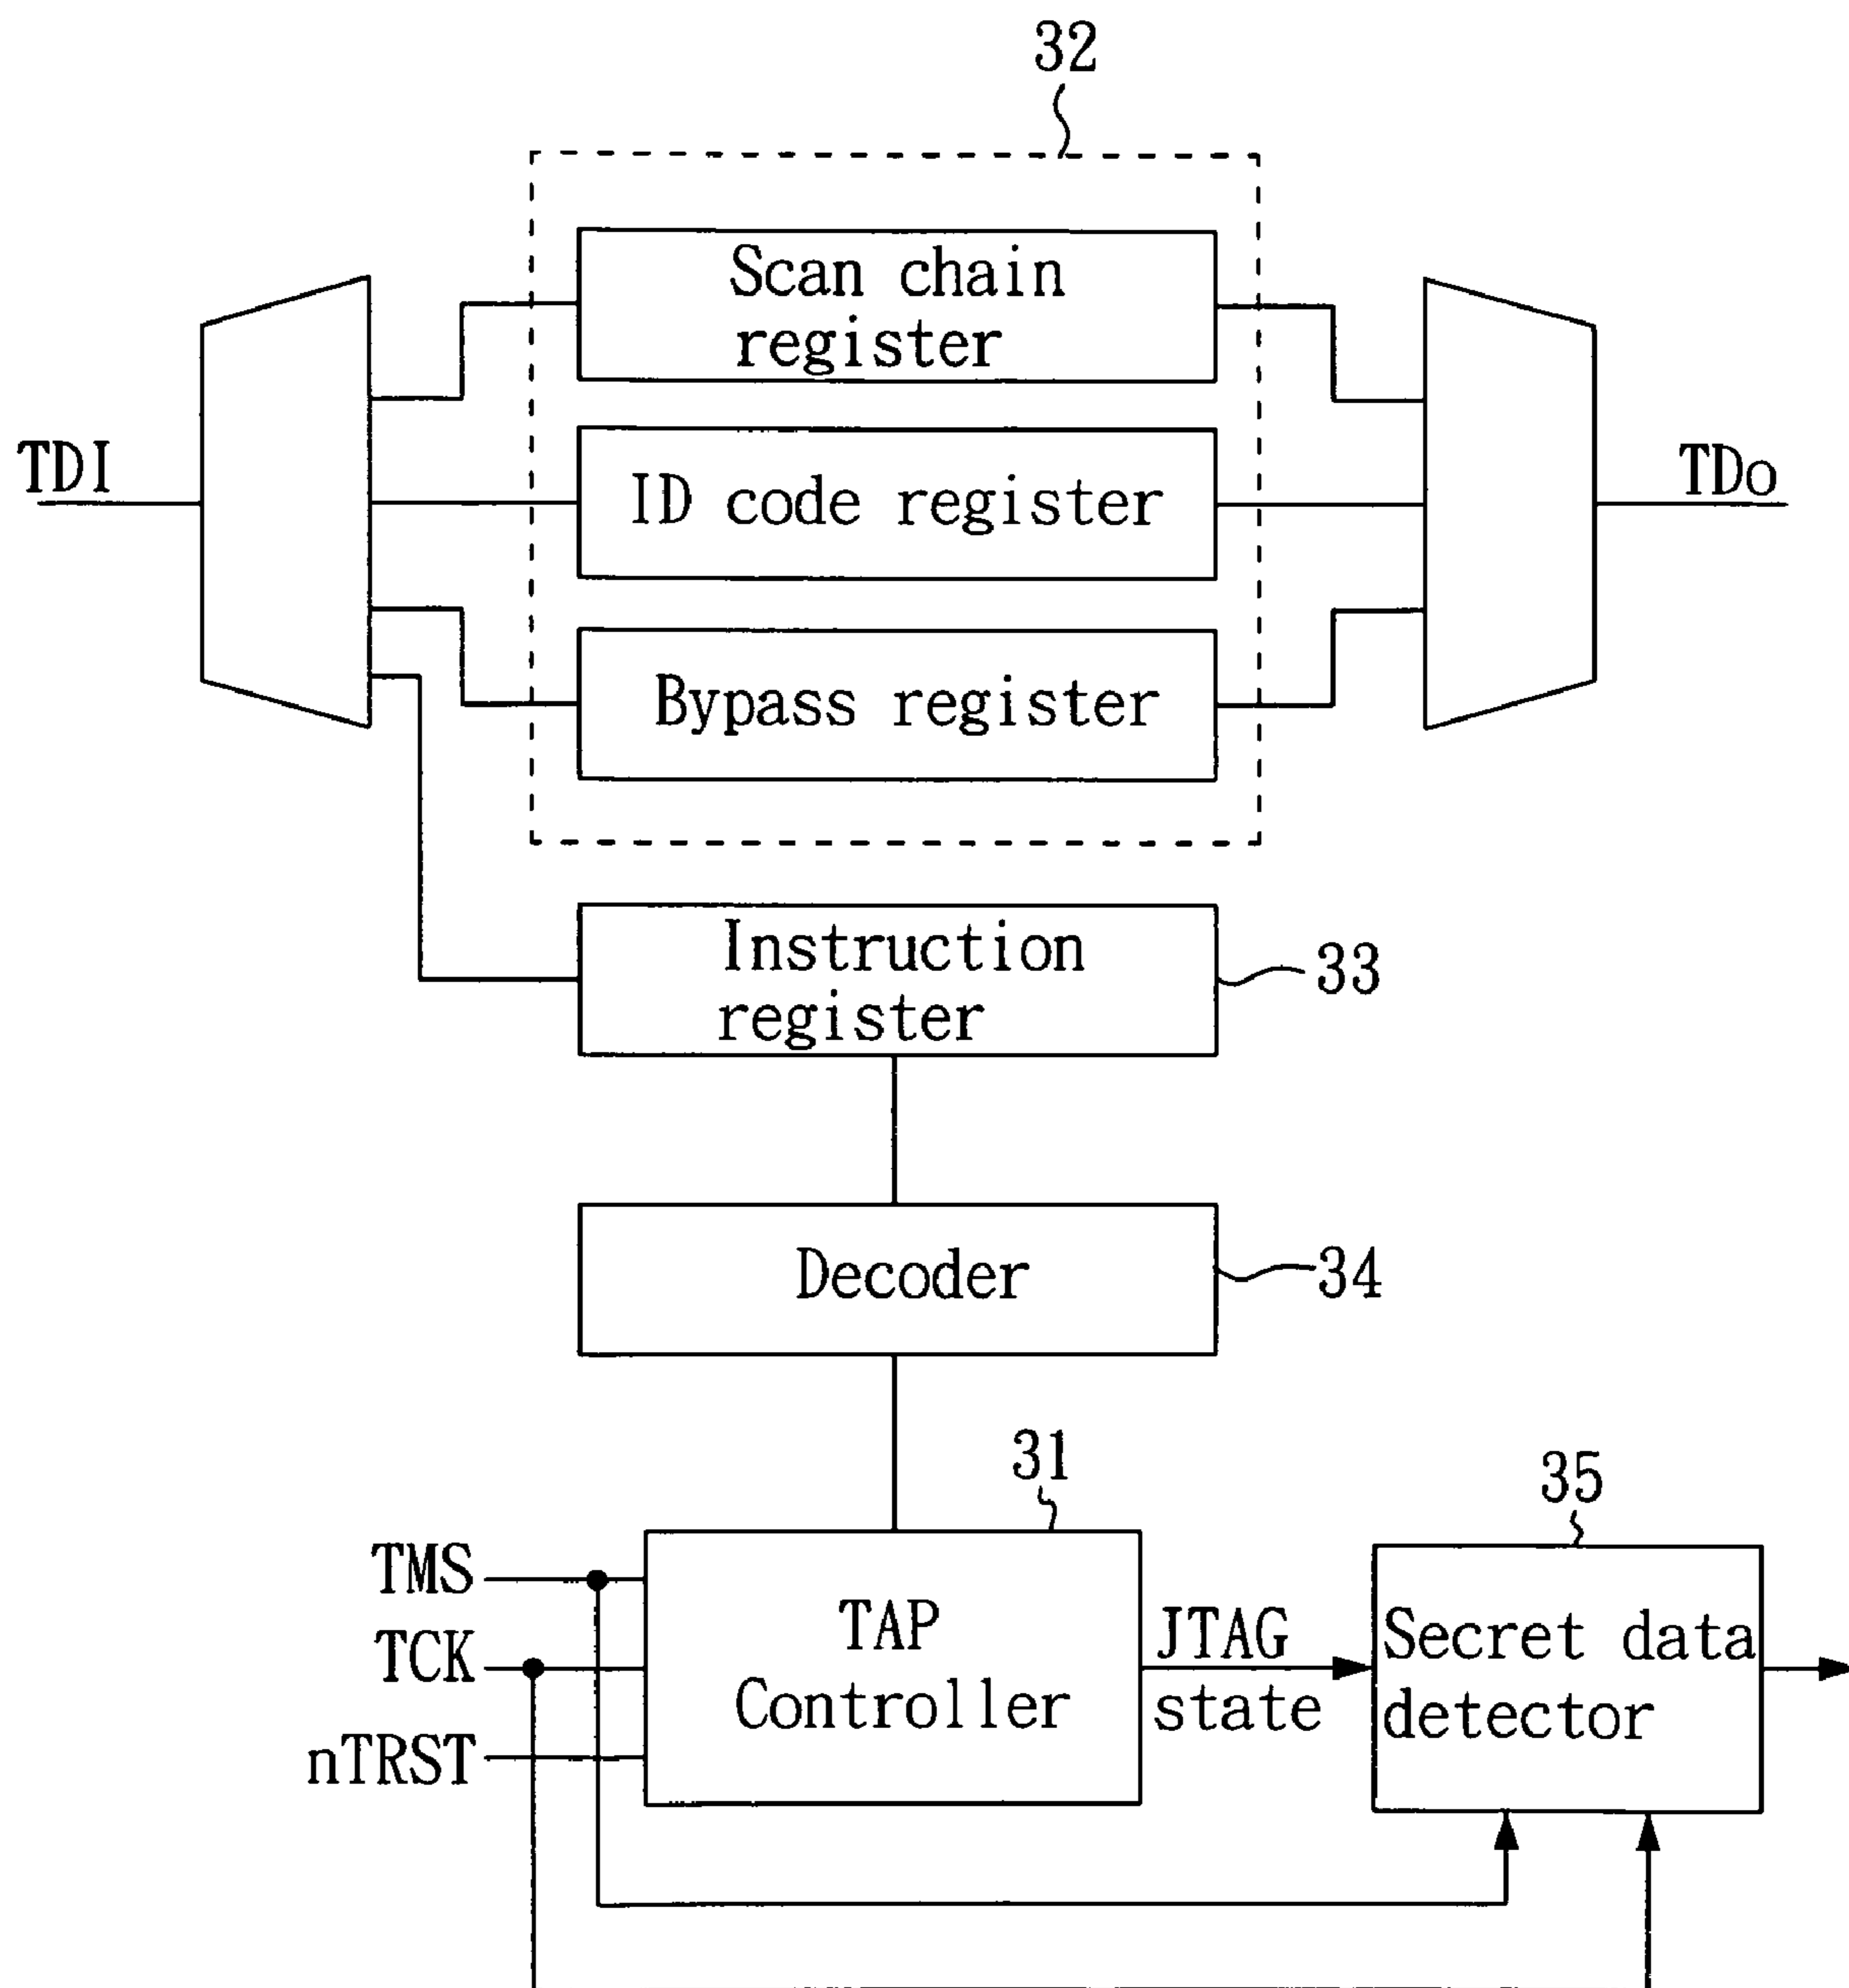 32
Scan chain
register
TDI
ID code register
TDo
Bypass register
Instruction
register
33
Decoder
34
31
35
TMS
TCK
nTRST
TAP
Controller
JTAG
state
Secret data
detector